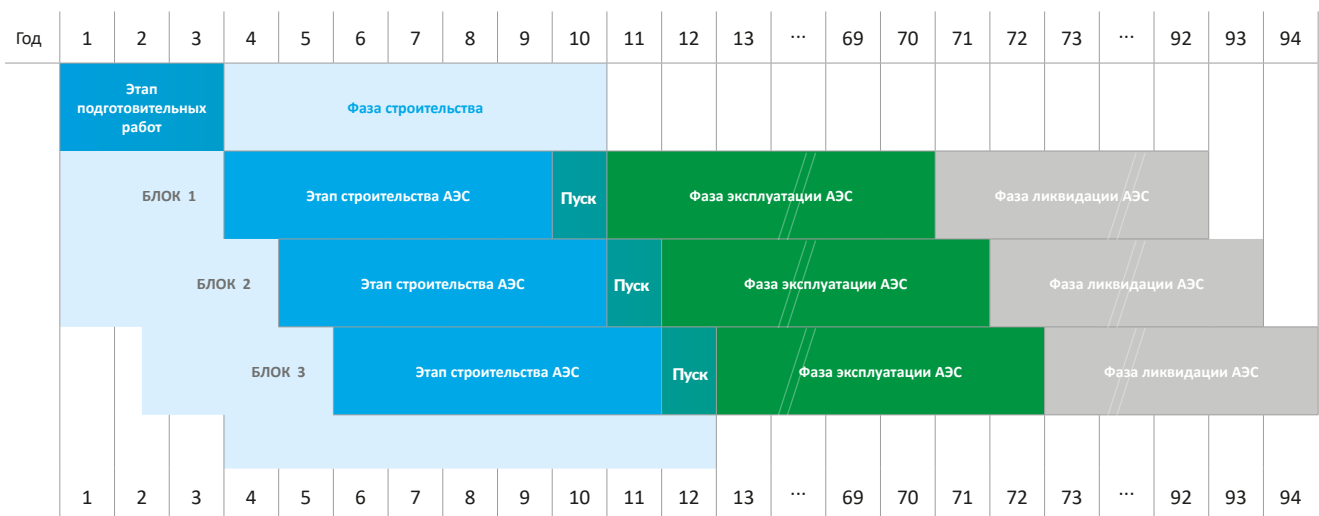 Год 1 2 3 4 5 6 7 8 9 10 11 12 13 ... 69 70 71 72 73 ... 92 93 94
Этап
подготовительных
работ
Фаза строительства
БЛОК 1 Этап строительства АЭС Пуск Фаза эксплуатации АЭС Фаза ликвидации АЭС
БЛОК 2 Этап строительства АЭС Пуск Фаза эксплуатации АЭС Фаза ликвидации АЭС
БЛОК 3 Этап строительства АЭС Пуск Фаза эксплуатации АЭС Фаза ликвидации АЭС
1 2 3 4 5 6 7 8 9 10 11 12 13 ... 69 70 71 72 73 ... 92 93 94